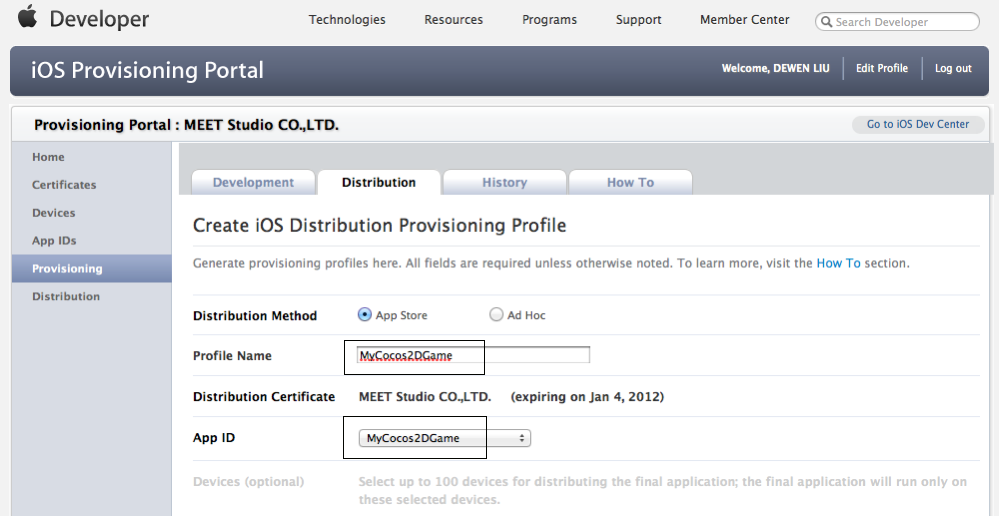 Developer Technologies Resources Programs Support Member Center Search Developer
iOS Provisioning Portal Welcome, DEWEN LIU Edit Profile Log out
Provisioning Portal : MEET Studio CO.,LTD. Go to iOS Dev Center
Home
Certificates
Devices
App IDs
Provisioning
Distribution
Development Distribution History How To
Create iOS Distribution Provisioning Profile
Generate provisioning profiles here. All fields are required unless otherwise noted. To learn more, visit the How To section.
Distribution Method App Store Ad Hoc
Profile Name MyCocos2DGame
Distribution Certificate MEET Studio CO.,LTD. (expiring on Jan 4, 2012)
App ID MyCocos2DGame
Devices (optional) Select up to 100 devices for distributing the final application; the final application will run only on
these selected devices.